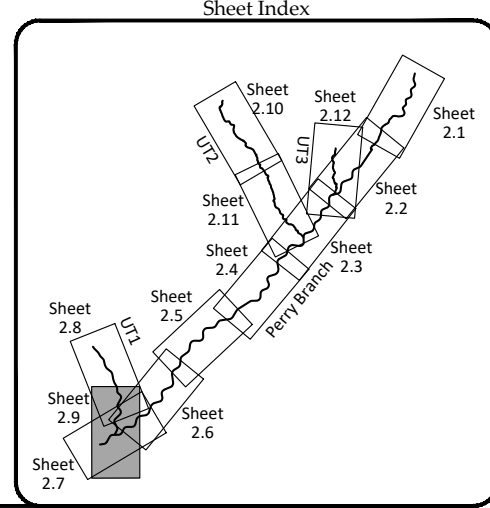 Sheet Index
Sheet
2.10
Sheet
2.12
Sheet
2.1
UT2
UT3
Sheet
2.11
Sheet
2.2
Sheet
2.4
Sheet
2.3
Perry Branch
Sheet
2.5
Sheet
2.8
UT1
Sheet
2.9
Sheet
2.6
Sheet
2.7